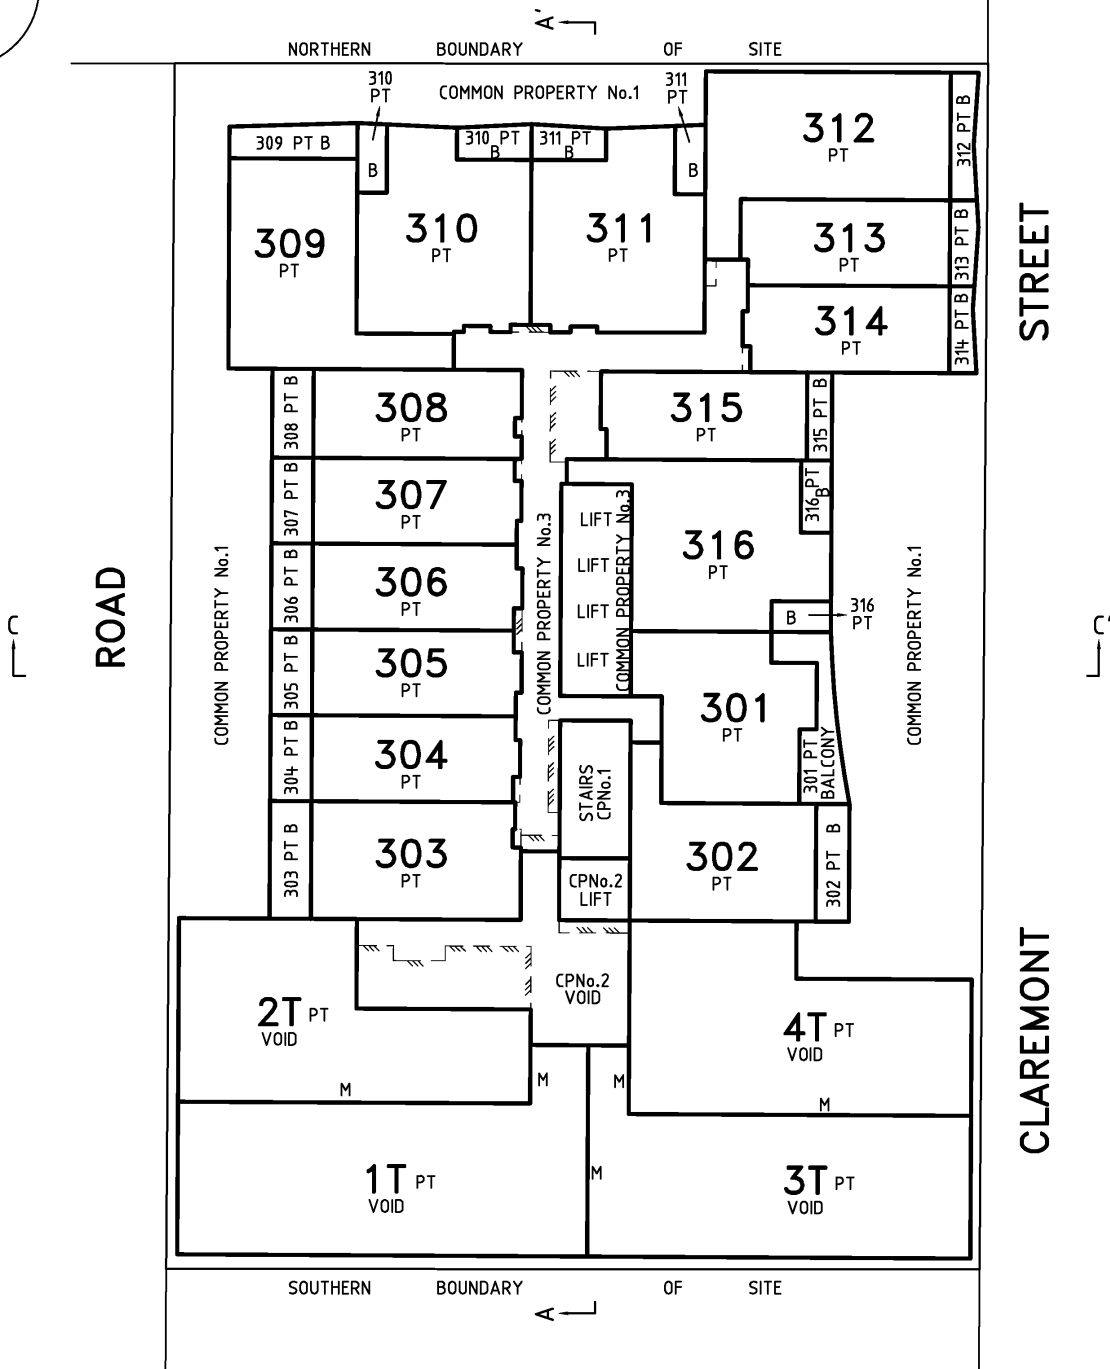 A'
NORTHERN BOUNDARY OF SITE
310 PT
COMMON PROPERTY No.1
311 PT
309 PT B
B
310 PT B
311 PT B
B
312 PT
312 PT B
309 PT
310 PT
311 PT
313 PT
313 PT B
314 PT
314 PT B
STREET
308 PT B
308 PT
315 PT
315 PT B
307 PT B
307 PT
LIFT
COMMON PROPERTY No.3
316 PT B
316 PT
COMMON PROPERTY No.1
COMMON PROPERTY No.3
LIFT
COMMON PROPERTY No.1
306 PT B
306 PT
LIFT
B
316 PT
ROAD
C
C'
305 PT B
305 PT
LIFT
301 PT
301 PT BALCONY
304 PT B
304 PT
STAIRS CPNo.1
303 PT B
303 PT
302 PT
302 PT B
CPNo.2
LIFT
CPNo.2
VOID
2T PT
VOID
4T PT
VOID
M
M
M
M
CLAREMONT
1T PT
VOID
M
3T PT
VOID
SOUTHERN BOUNDARY OF SITE
A